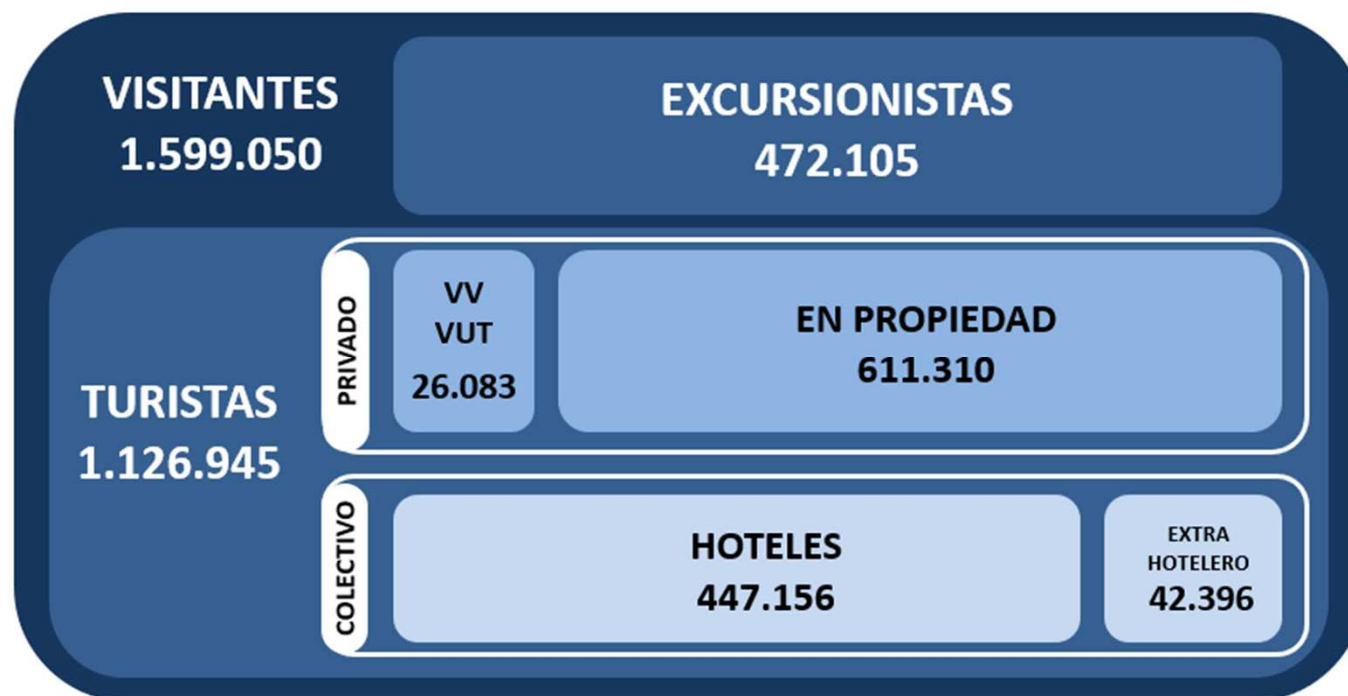 VISITANTES
1.599.050
EXCURSIONISTAS
472.105
TURISTAS
1.126.945
PRIVADO
VV
VUT
26.083
EN PROPIEDAD
611.310
COLECTIVO
HOTELES
447.156
EXTRA
HOTELERO
42.396